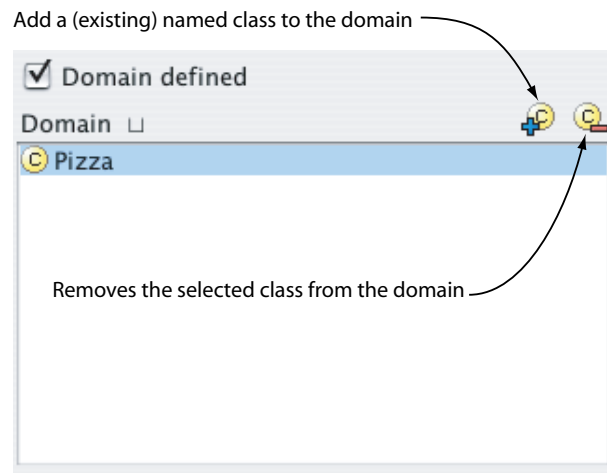 Add a (existing) named class to the domain
Domain defined
Domain ⊔
C C
C Pizza
Removes the selected class from the domain